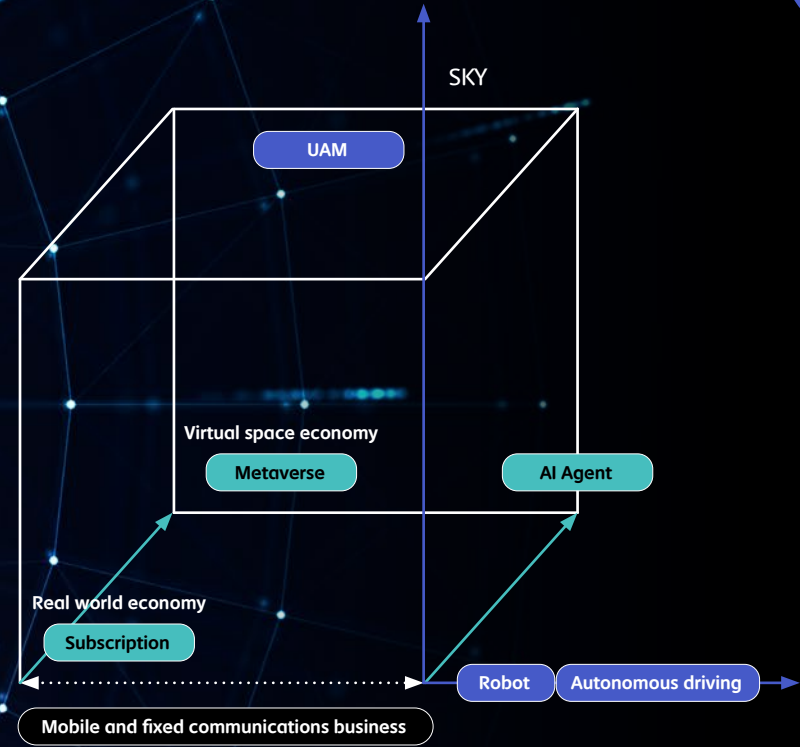 SKY
UAM
Virtual space economy
Metaverse
AI Agent
Real world economy
Subscription
Robot
Autonomous driving
Mobile and fixed communications business